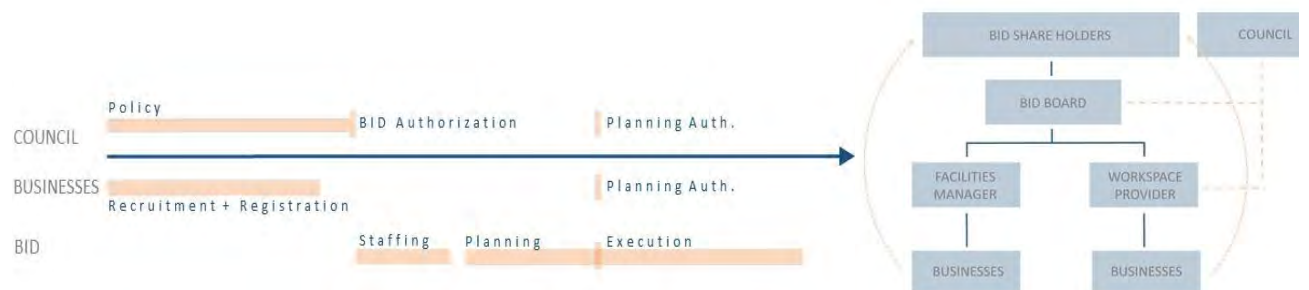 Policy
COUNCIL
BID Authorization
Planning Auth.
BUSINESSES
Planning Auth.
Recruitment + Registration
BID
Staffing
Planning
Execution
BID SHARE HOLDERS
COUNCIL
BID BOARD
FACILITIES
MANAGER
WORKSPACE
PROVIDER
BUSINESSES
BUSINESSES